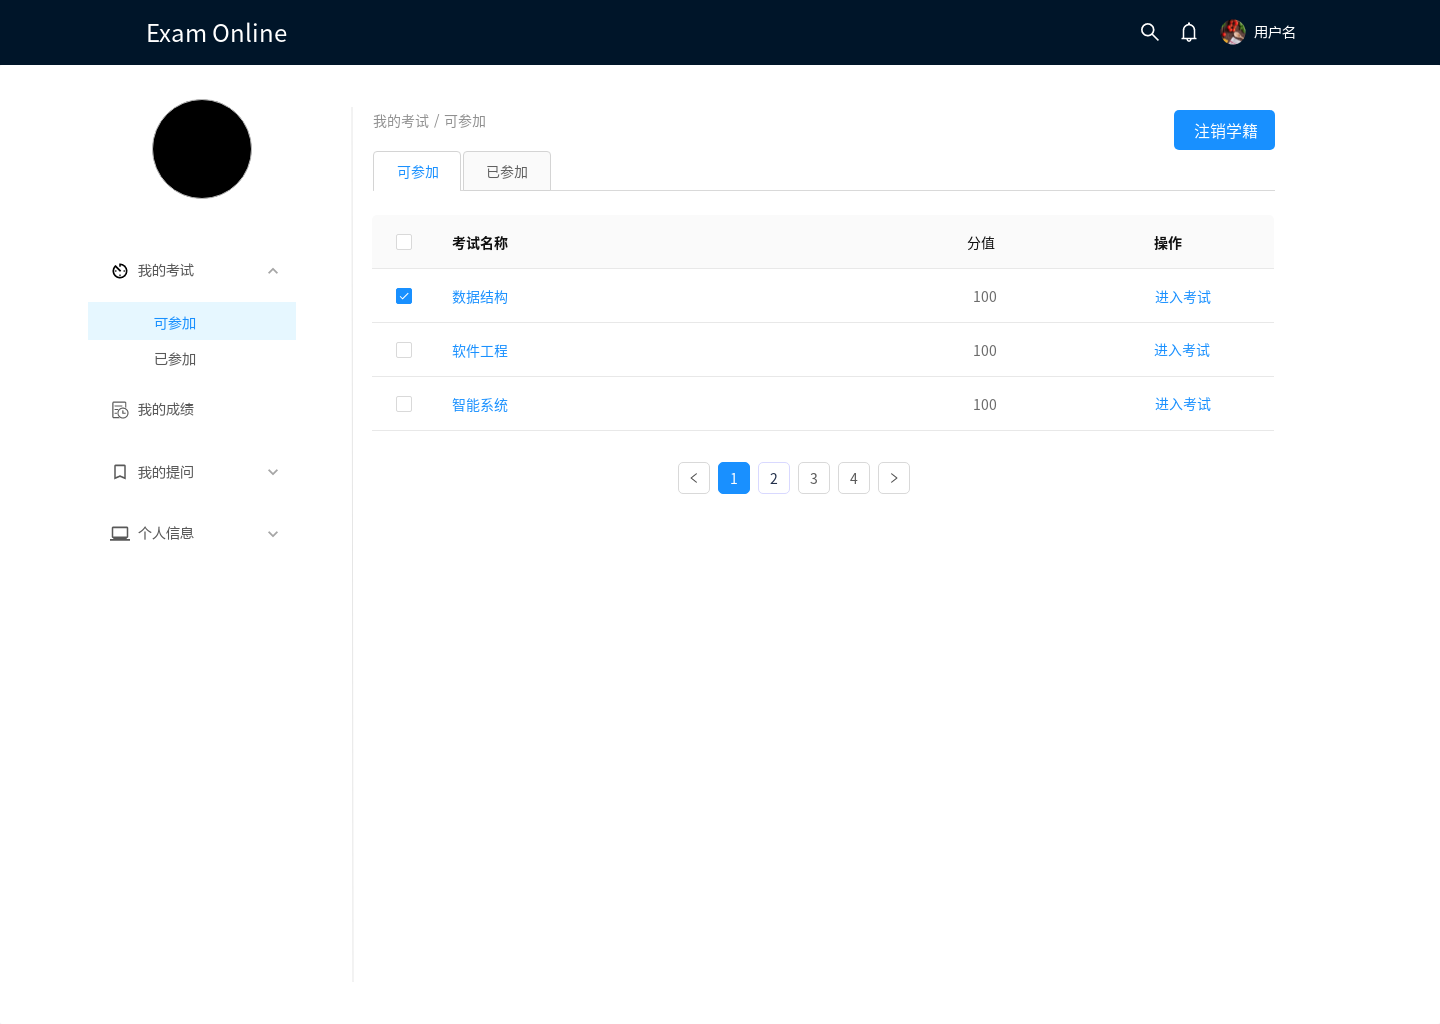 Exam Online
用户名
我的考试
可参加
已参加
我的成绩
我的提问
个人信息
我的考试 / 可参加
注销学籍
可参加 已参加
考试名称 分值 操作
数据结构 100 进入考试
软件工程 100 进入考试
智能系统 100 进入考试
< 1 2 3 4 >